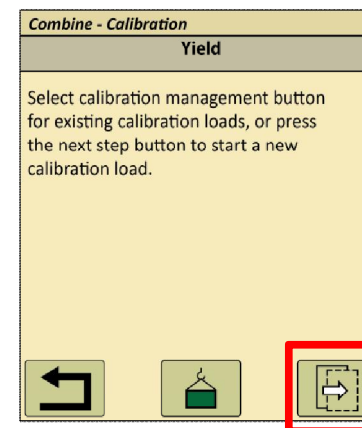 Combine - Calibration
Yield
Select calibration management button
for existing calibration loads, or press
the next step button to start a new
calibration load.